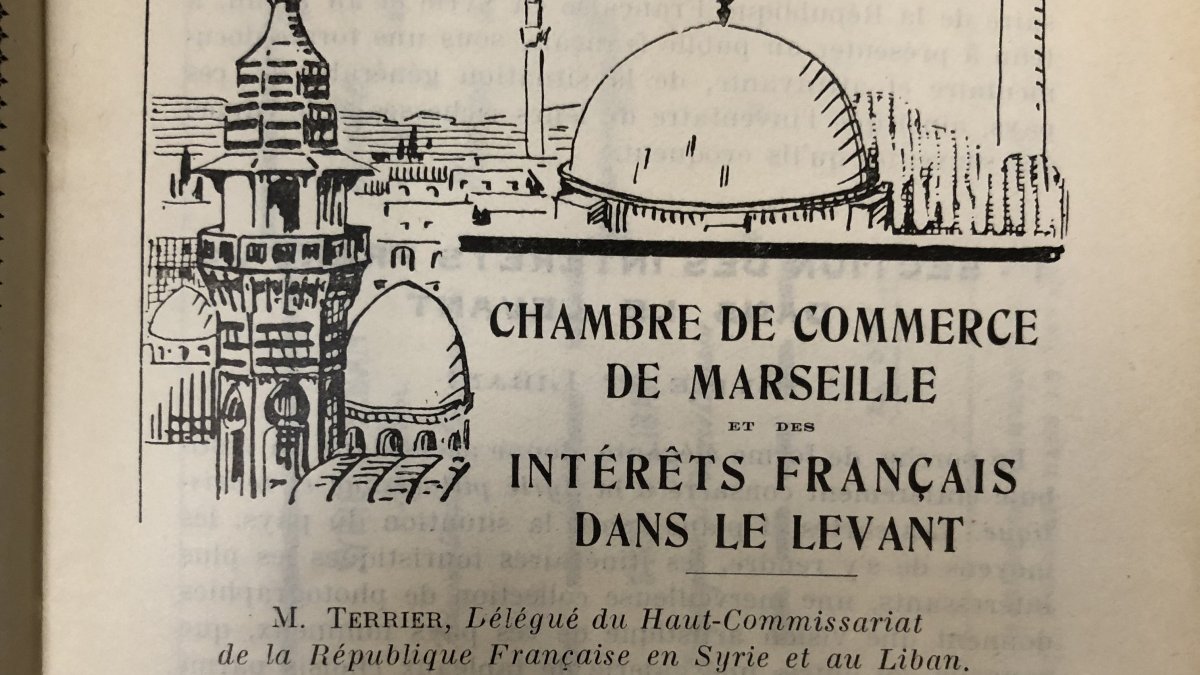 CHAMBRE DE COMMERCE
DE MARSEILLE
ET DES
INTÉRÊTS FRANÇAIS
DANS LE LEVANT
M. TERRIER, Délégué du Haut-Commissariat
de la République Française en Syrie et au Liban.